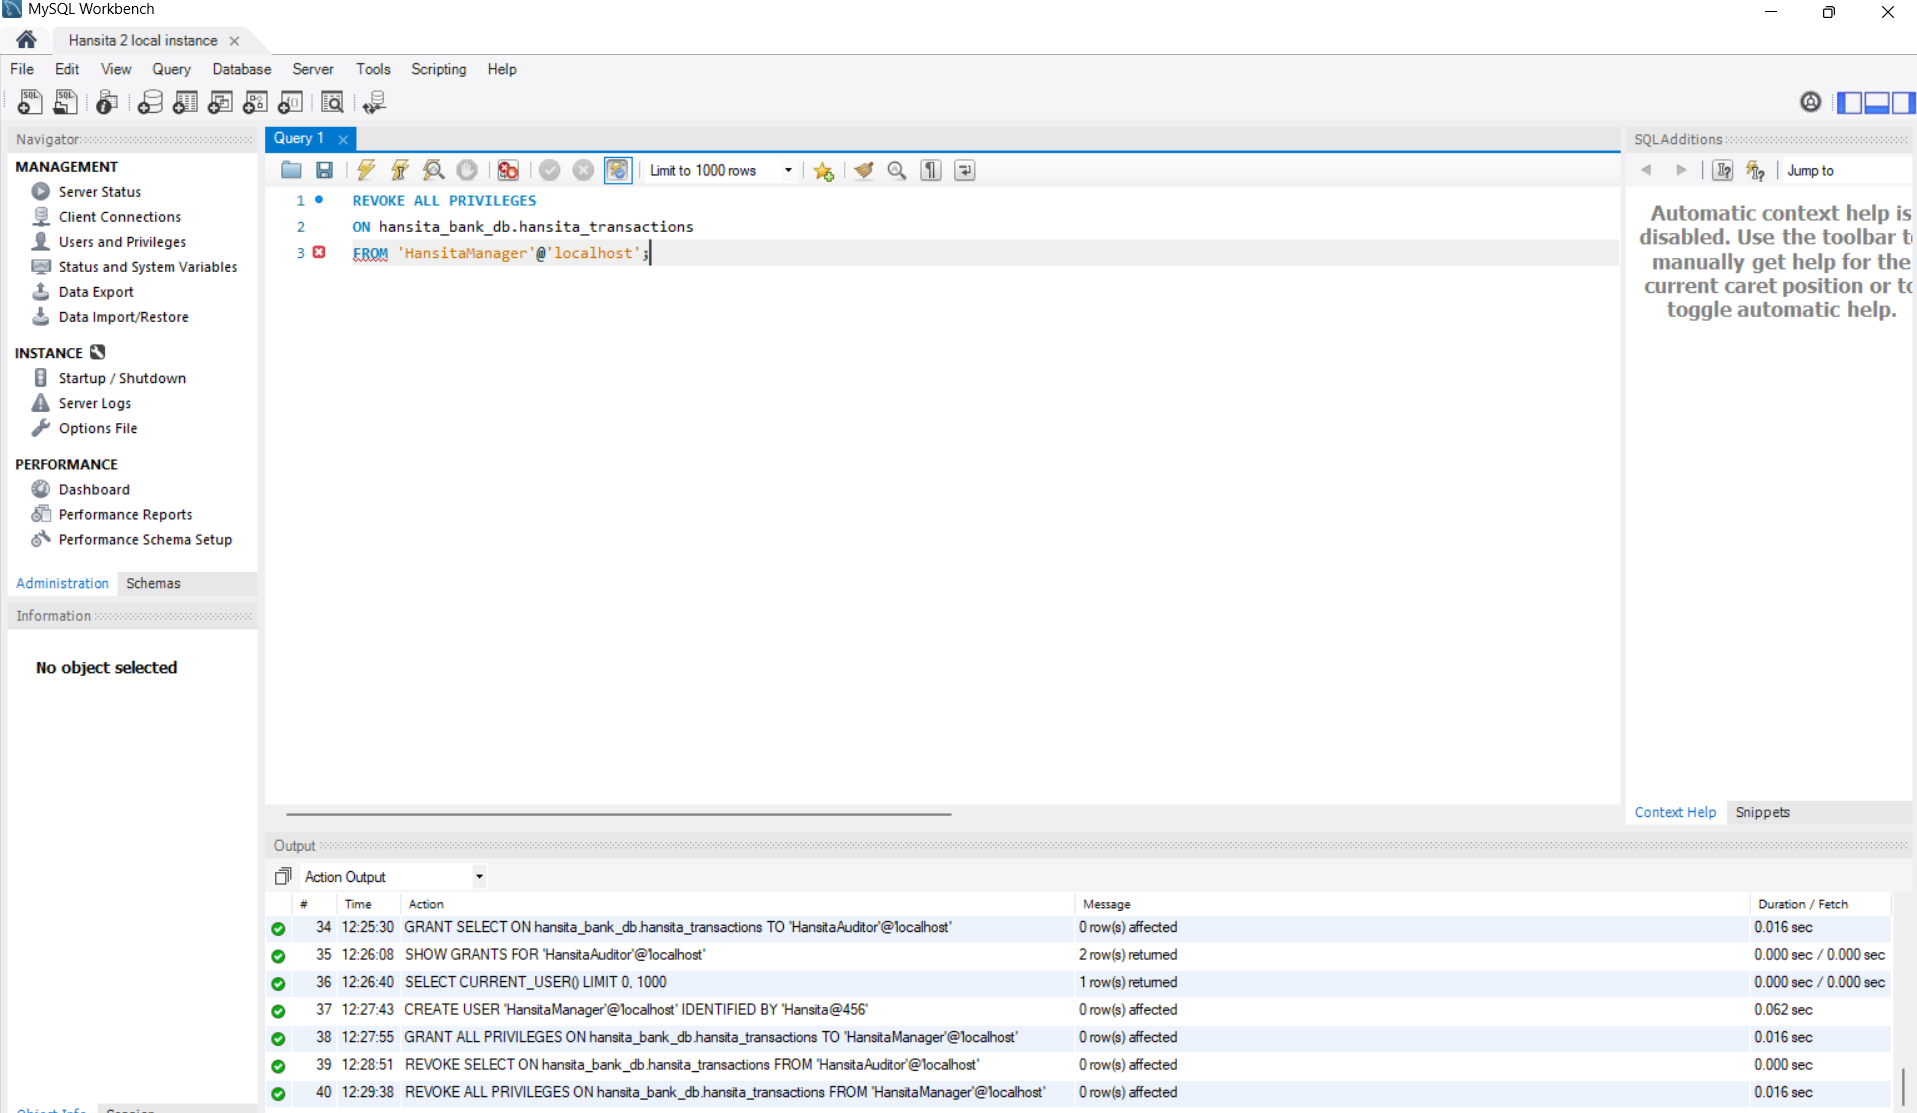 MySQL Workbench
Hansita 2 local instance
File Edit View Query Database Server Tools Scripting Help
Navigator
MANAGEMENT
Server Status
Client Connections
Users and Privileges
Status and System Variables
Data Export
Data Import/Restore
INSTANCE
Startup / Shutdown
Server Logs
Options File
PERFORMANCE
Dashboard
Performance Reports
Performance Schema Setup
Administration Schemas
Information
No object selected
Query 1
Limit to 1000 rows
1 REVOKE ALL PRIVILEGES
2 ON hansita_bank_db.hansita_transactions
3 FROM 'HansitaManager'@'localhost';
SQLAdditions
Jump to
Automatic context help is
disabled. Use the toolbar t
manually get help for the
current caret position or to
toggle automatic help.
Context Help Snippets
Output
Action Output
# Time Action Message Duration / Fetch
34 12:25:30 GRANT SELECT ON hansita_bank_db.hansita_transactions TO 'HansitaAuditor'@'localhost' 0 row(s) affected 0.016 sec
35 12:26:08 SHOW GRANTS FOR 'HansitaAuditor'@'localhost' 2 row(s) returned 0.000 sec / 0.000 sec
36 12:26:40 SELECT CURRENT_USER() LIMIT 0, 1000 1 row(s) returned 0.000 sec / 0.000 sec
37 12:27:43 CREATE USER 'HansitaManager'@'localhost' IDENTIFIED BY 'Hansita@456' 0 row(s) affected 0.062 sec
38 12:27:55 GRANT ALL PRIVILEGES ON hansita_bank_db.hansita_transactions TO 'HansitaManager'@'localhost' 0 row(s) affected 0.016 sec
39 12:28:51 REVOKE SELECT ON hansita_bank_db.hansita_transactions FROM 'HansitaAuditor'@'localhost' 0 row(s) affected 0.000 sec
40 12:29:38 REVOKE ALL PRIVILEGES ON hansita_bank_db.hansita_transactions FROM 'HansitaManager'@'localhost' 0 row(s) affected 0.016 sec